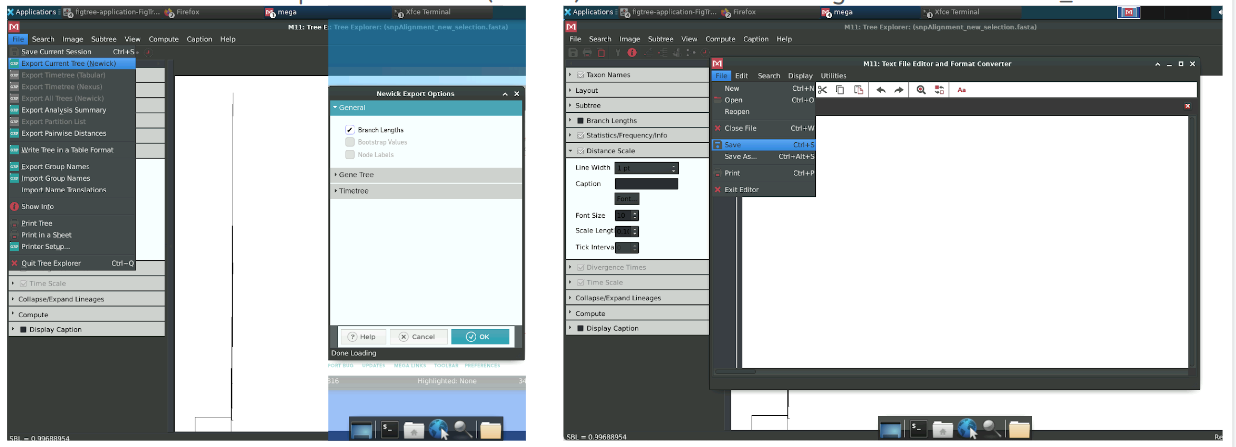 Applications
figtree-application-FigTr...
Firefox
mega
Xfce Terminal
M11: Tree Explorer: (snpAlignment_new_selection.fasta)
File Search Image Subtree View Compute Caption Help
Save Current Session Ctrl+S
Export Current Tree (Newick)
Export Timetree (Tabular)
Export Timetree (Nexus)
Export All Trees (Newick)
Export Analysis Summary
Export Partition List
Export Pairwise Distances
Write Tree in a Table Format
Export Group Names
Import Group Names
Import Name Translations
Show Info
Print Tree
Print in a Sheet
Printer Setup...
Quit Tree Explorer Ctrl-Q
Time Scale
Collapse/Expand Lineages
Compute
Display Caption
SBL = 0.99688954
Newick Export Options
General
Branch Lengths
Bootstrap Values
Node Labels
Gene Tree
Timetree
Help
Cancel
OK
Done Loading
UPDATES MEGA LINES TOOLBAR PREFERENCES
Highlighted: None
Applications
figtree-application-FigTr...
Firefox
mega
Xfce Terminal
M11: Tree Explorer: (snpAlignment_new_selection.fasta)
File Search Image Subtree View Compute Caption Help
Taxon Names
Layout
Subtree
Branch Lengths
Statistics/Frequency/Info
Distance Scale
Line Width 1 pt
Caption
Font...
Font Size 10
Scale Lengt
Tick Interva
Divergence Times
Time Scale
Collapse/Expand Lineages
Compute
Display Caption
SBL = 0.99688954
M11: Text File Editor and Format Converter
File Edit Search Display Utilities
New Ctrl+N
Open Ctrl+O
Reopen
Close File Ctrl-W
Save Ctrl+S
Save As... Ctrl+Alt+S
Print Ctrl+P
Exit Editor
Aa
Re